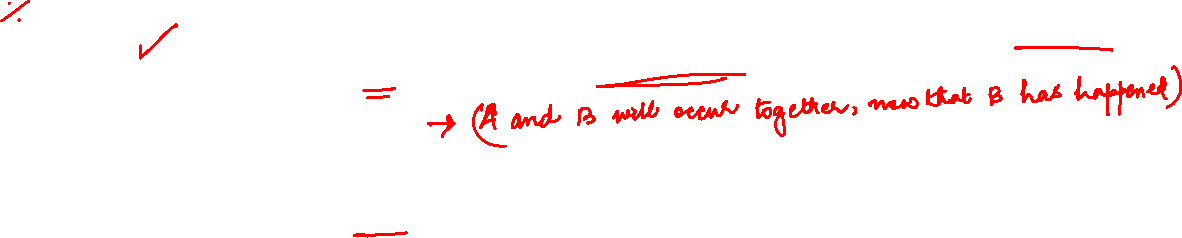 → (A and B will occur together, now that B has happened)